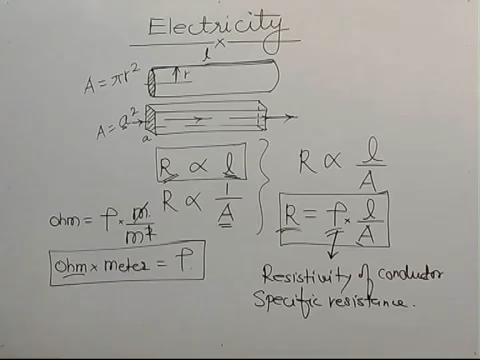 Electricity
×
l
A = πr²
r
A = a²
a
R ∝ l
R ∝ 1/A
R ∝ l/A
R = ρ × l/A
ohm = ρ × m/m²
Ohm × meter = ρ
Resistivity of conductor
Specific resistance.